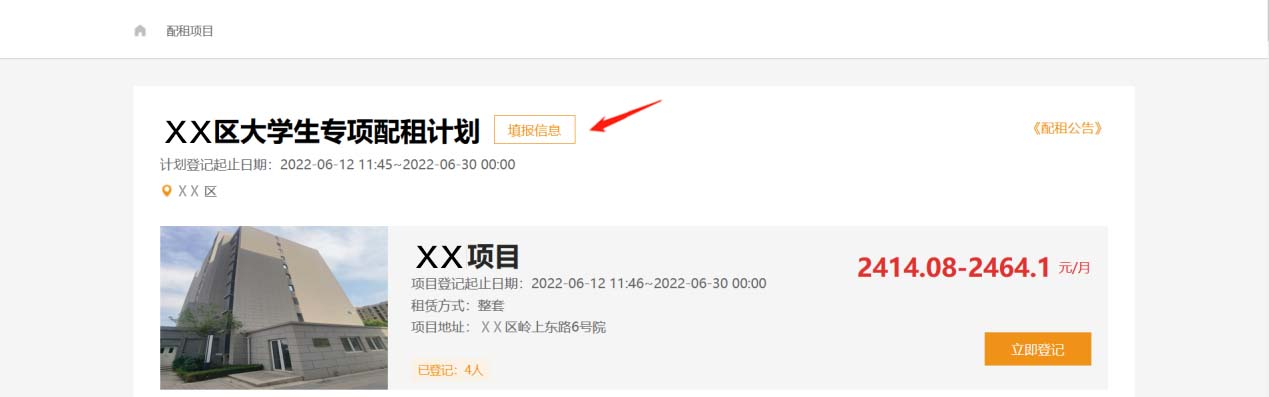 配租项目
XX区大学生专项配租计划 填报信息 《配租公告》
计划登记起止日期：2022-06-12 11:45~2022-06-30 00:00
XX 区
XX项目
2414.08-2464.1 元/月
项目登记起止日期：2022-06-12 11:46~2022-06-30 00:00
租赁方式：整套
项目地址： XX区岭上东路6号院
立即登记
已登记：4人